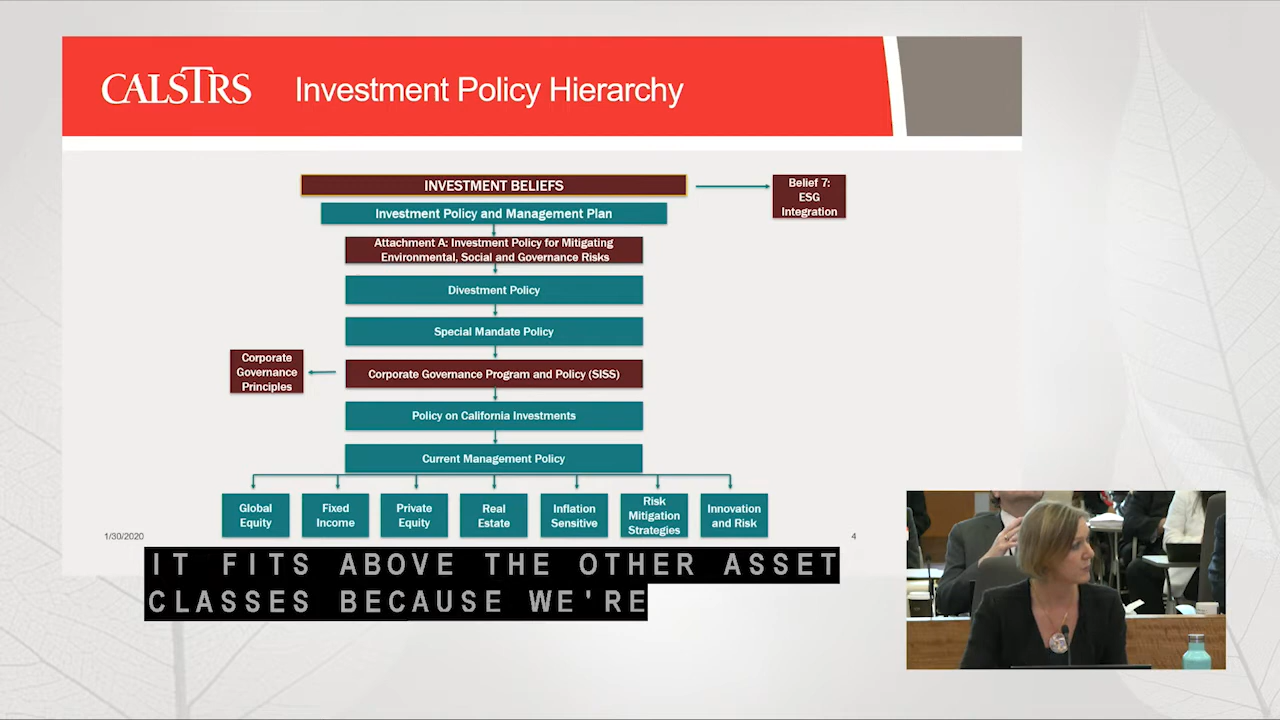 CALSTRS
Investment Policy Hierarchy
INVESTMENT BELIEFS
Belief 7:
ESG
Integration
Investment Policy and Management Plan
Attachment A: Investment Policy for Mitigating
Environmental, Social and Governance Risks
Divestment Policy
Special Mandate Policy
Corporate
Governance
Principles
Corporate Governance Program and Policy (SISS)
Policy on California Investments
Current Management Policy
Global
Equity
Fixed
Income
Private
Equity
Real
Estate
Inflation
Sensitive
Risk
Mitigation
Strategies
Innovation
and Risk
1/30/2020
4
IT FITS ABOVE THE OTHER ASSET
CLASSES BECAUSE WE'RE